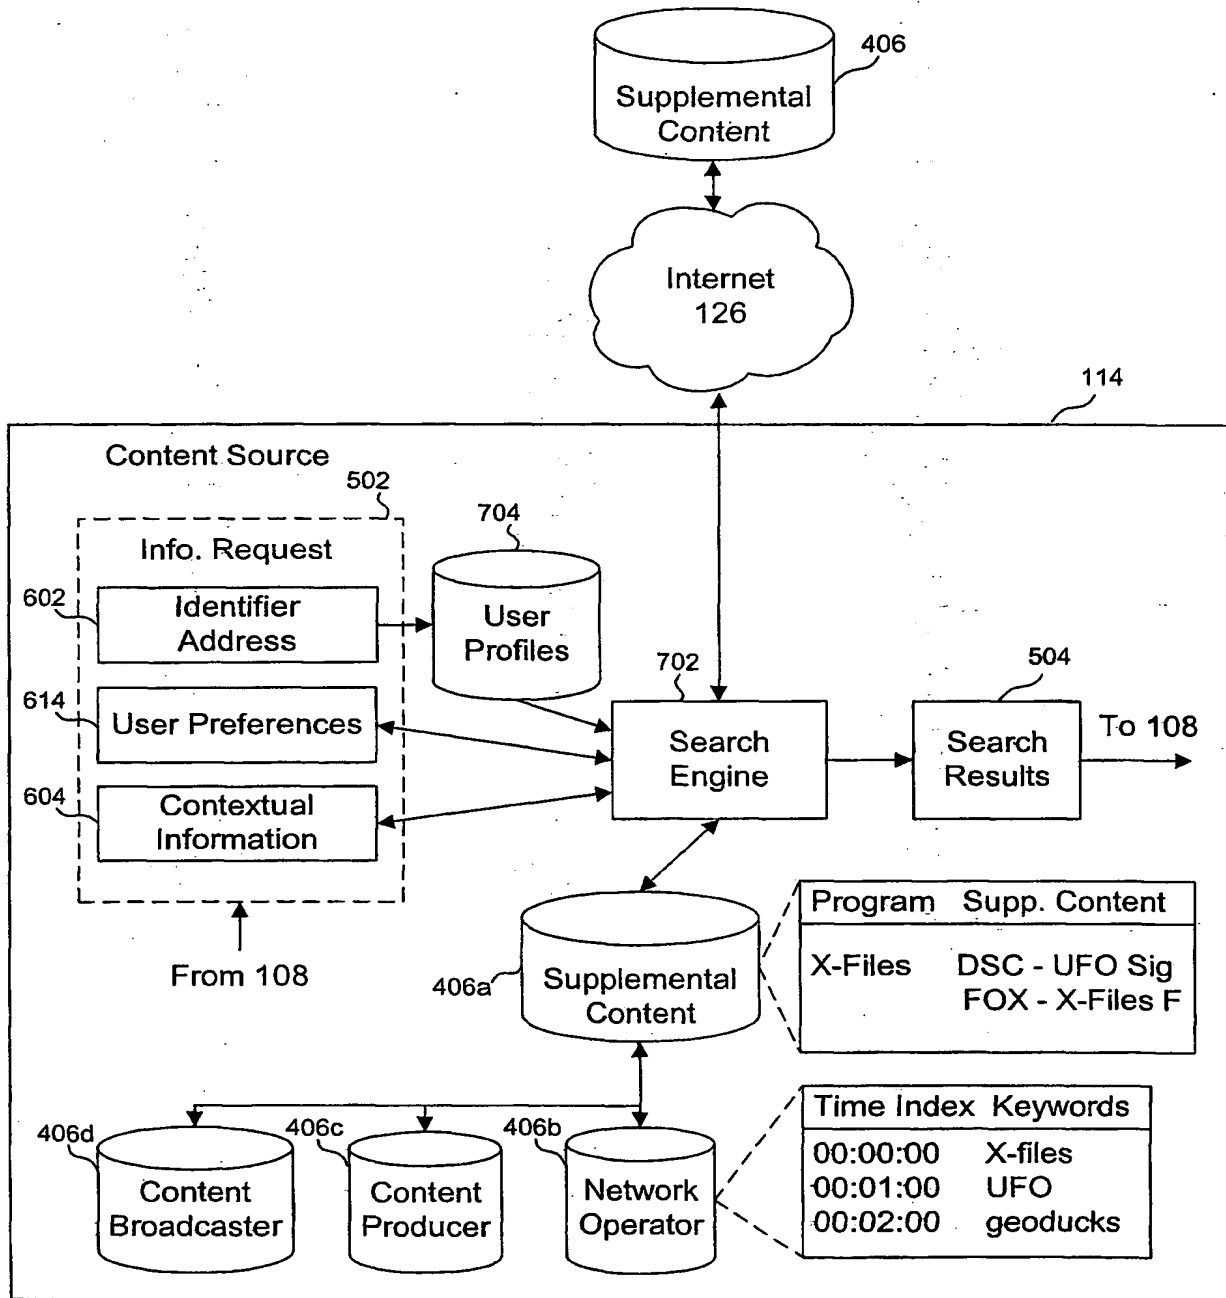 406
Supplemental
Content
Internet
126
114
Content Source
502
704
Info. Request
602
Identifier
Address
User
Profiles
702
504
614
User Preferences
Search
Engine
Search
Results
To 108
604
Contextual
Information
From 108
406a
Supplemental
Content
Program Supp. Content
X-Files DSC - UFO Sig
FOX - X-Files F
406d
Content
Broadcaster
406c
Content
Producer
406b
Network
Operator
Time Index Keywords
00:00:00 X-files
00:01:00 UFO
00:02:00 geoducks